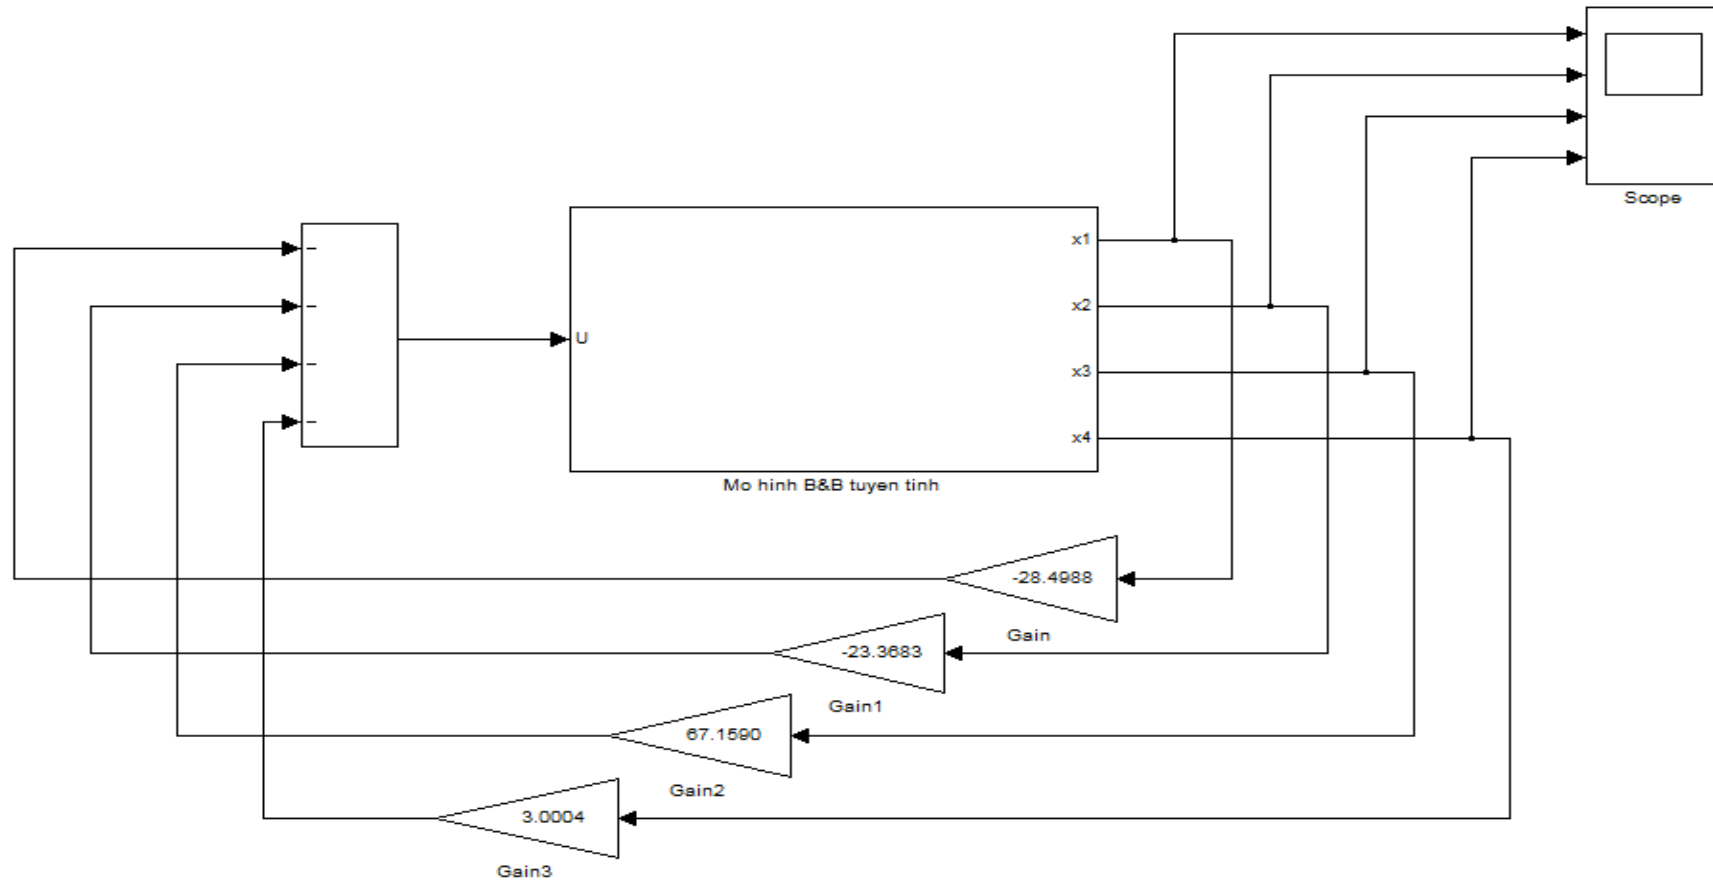 Scope
−
−
−
−
U
x1
x2
x3
x4
Mo hinh B&B tuyen tinh
-28.4988
Gain
-23.3683
Gain1
67.1590
Gain2
3.0004
Gain3